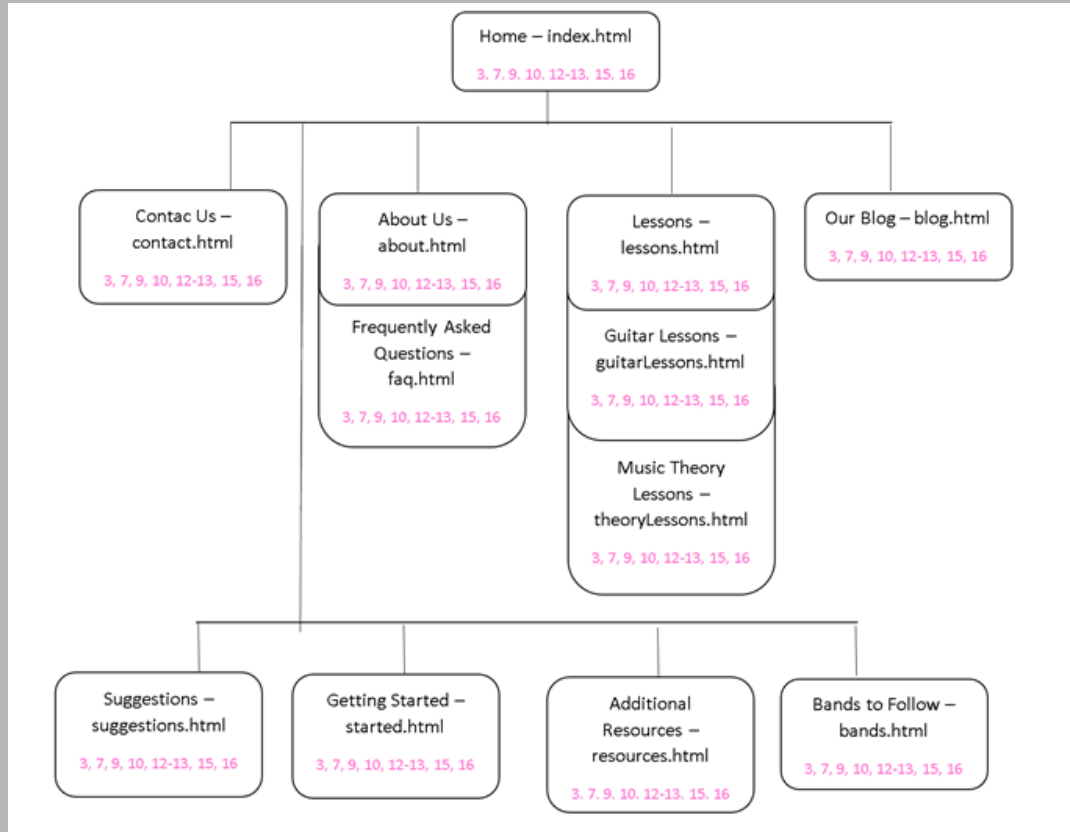 Home – index.html
3, 7, 9, 10, 12-13, 15, 16
Contac Us –
contact.html
3, 7, 9, 10, 12-13, 15, 16
About Us –
about.html
3, 7, 9, 10, 12-13, 15, 16
Frequently Asked
Questions –
faq.html
3, 7, 9, 10, 12-13, 15, 16
Lessons –
lessons.html
3, 7, 9, 10, 12-13, 15, 16
Guitar Lessons –
guitarLessons.html
3, 7, 9, 10, 12-13, 15, 16
Music Theory
Lessons –
theoryLessons.html
3, 7, 9, 10, 12-13, 15, 16
Our Blog – blog.html
3, 7, 9, 10, 12-13, 15, 16
Suggestions –
suggestions.html
3, 7, 9, 10, 12-13, 15, 16
Getting Started –
started.html
3, 7, 9, 10, 12-13, 15, 16
Additional
Resources –
resources.html
3, 7, 9, 10, 12-13, 15, 16
Bands to Follow –
bands.html
3, 7, 9, 10, 12-13, 15, 16